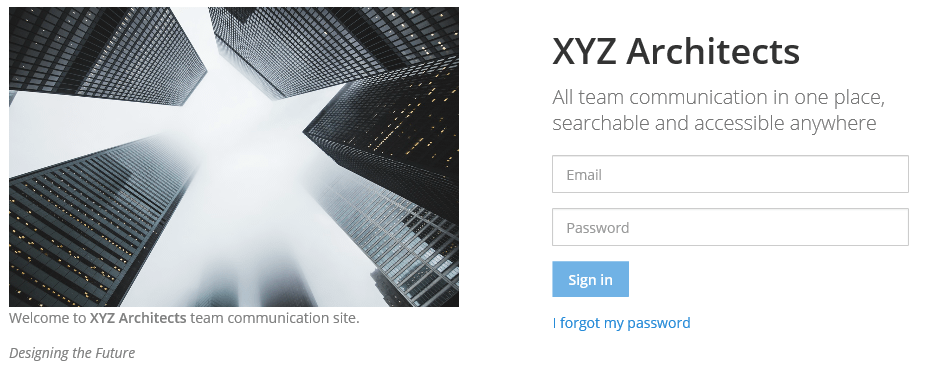 XYZ Architects
All team communication in one place,
searchable and accessible anywhere
Email
Password
Sign in
I forgot my password
Welcome to XYZ Architects team communication site.
Designing the Future